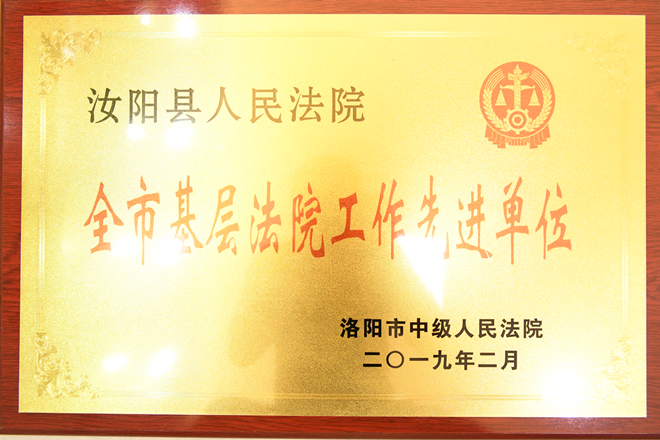 汝阳县人民法院
全市基层法院工作先进单位
洛阳市中级人民法院
二〇一九年二月